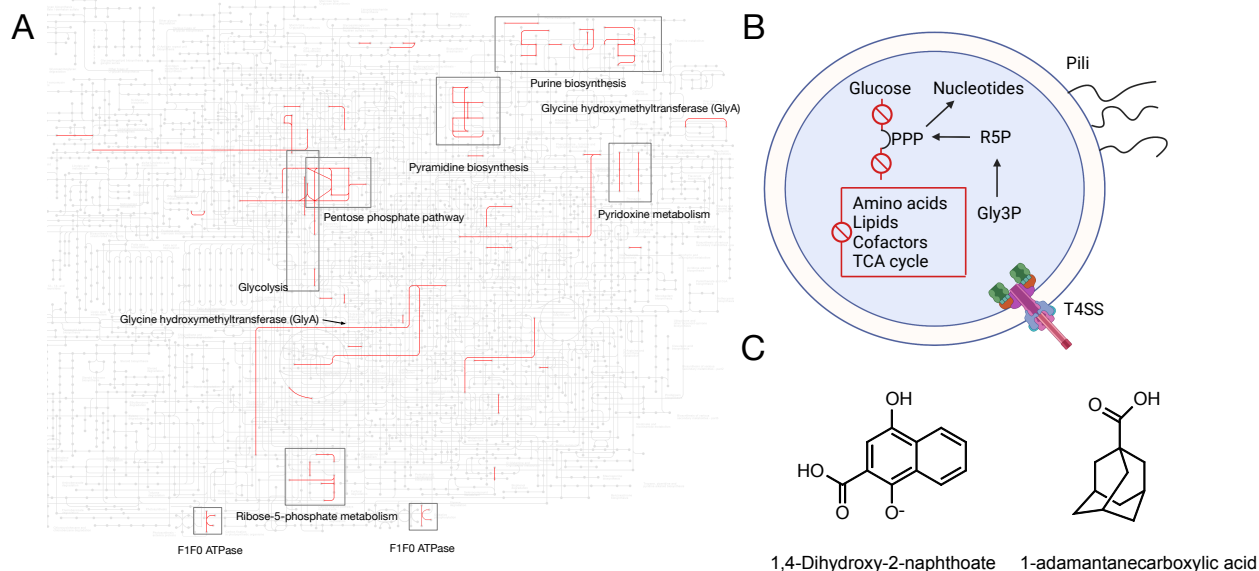 A
Purine biosynthesis
Glycine hydroxymethyltransferase (GlyA)
Pyramidine biosynthesis
Pyridoxine metabolism
Pentose phosphate pathway
Glycolysis
Glycine hydroxymethyltransferase (GlyA)
Ribose-5-phosphate metabolism
F1F0 ATPase
F1F0 ATPase
B
Pili
Glucose
Nucleotides
PPP
R5P
Gly3P
Amino acids
Lipids
Cofactors
TCA cycle
T4SS
C
OH
HO
O
O-
O
OH
1,4-Dihydroxy-2-naphthoate
1-adamantanecarboxylic acid